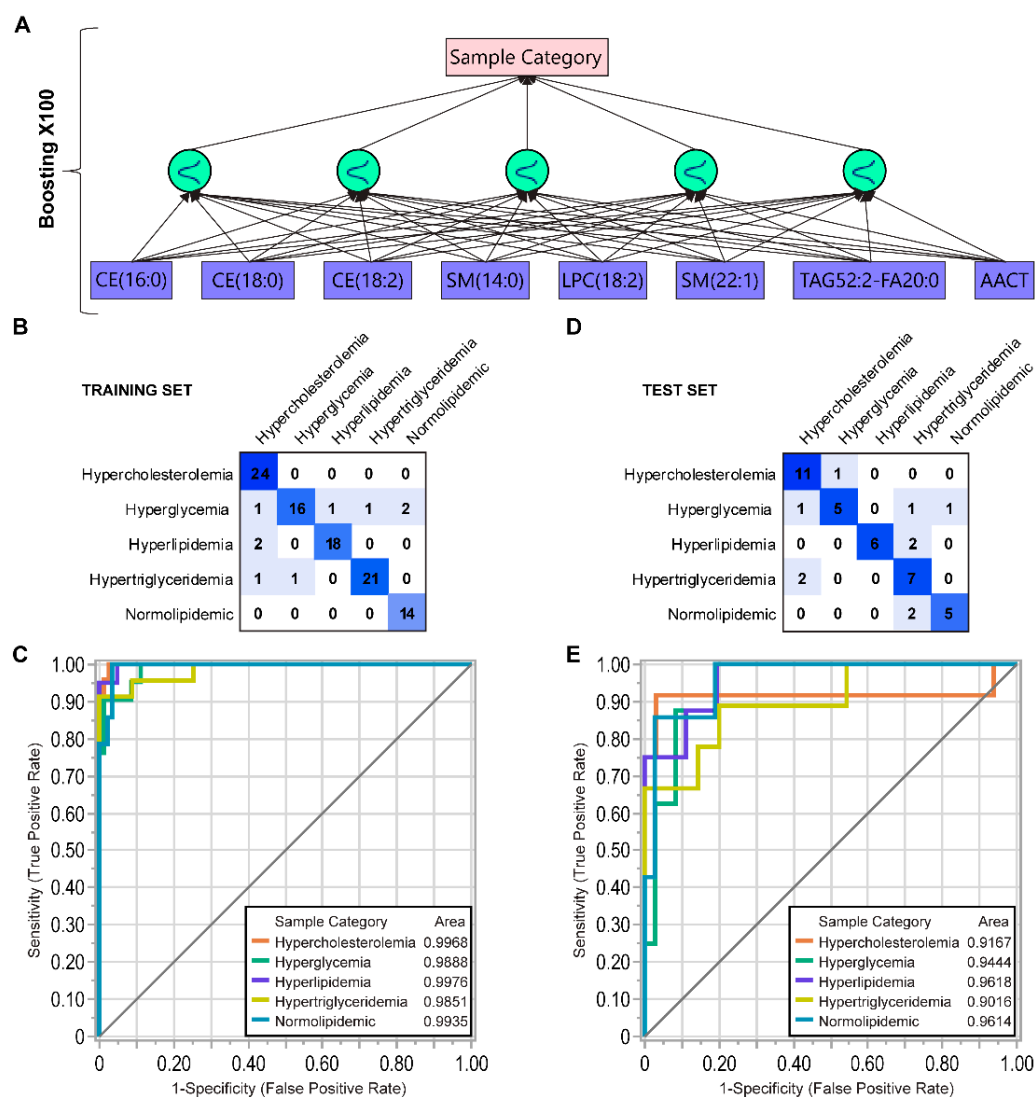 A
Boosting X100
Sample Category
CE(16:0) CE(18:0) CE(18:2) SM(14:0) LPC(18:2) SM(22:1) TAG52:2-FA20:0 AACT
B
TRAINING SET
Hypercholesterolemia
Hyperglycemia
Hyperlipidemia
Hypertriglyceridemia
Normolipidemic
Hypercholesterolemia 24 0 0 0 0
Hyperglycemia 1 16 1 1 2
Hyperlipidemia 2 0 18 0 0
Hypertriglyceridemia 1 1 0 21 0
Normolipidemic 0 0 0 0 14
D
TEST SET
Hypercholesterolemia
Hyperglycemia
Hyperlipidemia
Hypertriglyceridemia
Normolipidemic
Hypercholesterolemia 11 1 0 0 0
Hyperglycemia 1 5 0 1 1
Hyperlipidemia 0 0 6 2 0
Hypertriglyceridemia 2 0 0 7 0
Normolipidemic 0 0 0 2 5
C
Sensitivity (True Positive Rate)
1.00
0.90
0.80
0.70
0.60
0.50
0.40
0.30
0.20
0.10
0
Sample Category Area
Hypercholesterolemia 0.9968
Hyperglycemia 0.9888
Hyperlipidemia 0.9976
Hypertriglyceridemia 0.9851
Normolipidemic 0.9935
0 0.20 0.40 0.60 0.80 1.00
1-Specificity (False Positive Rate)
E
Sensitivity (True Positive Rate)
1.00
0.90
0.80
0.70
0.60
0.50
0.40
0.30
0.20
0.10
0
Sample Category Area
Hypercholesterolemia 0.9167
Hyperglycemia 0.9444
Hyperlipidemia 0.9618
Hypertriglyceridemia 0.9016
Normolipidemic 0.9614
0 0.20 0.40 0.60 0.80 1.00
1-Specificity (False Positive Rate)